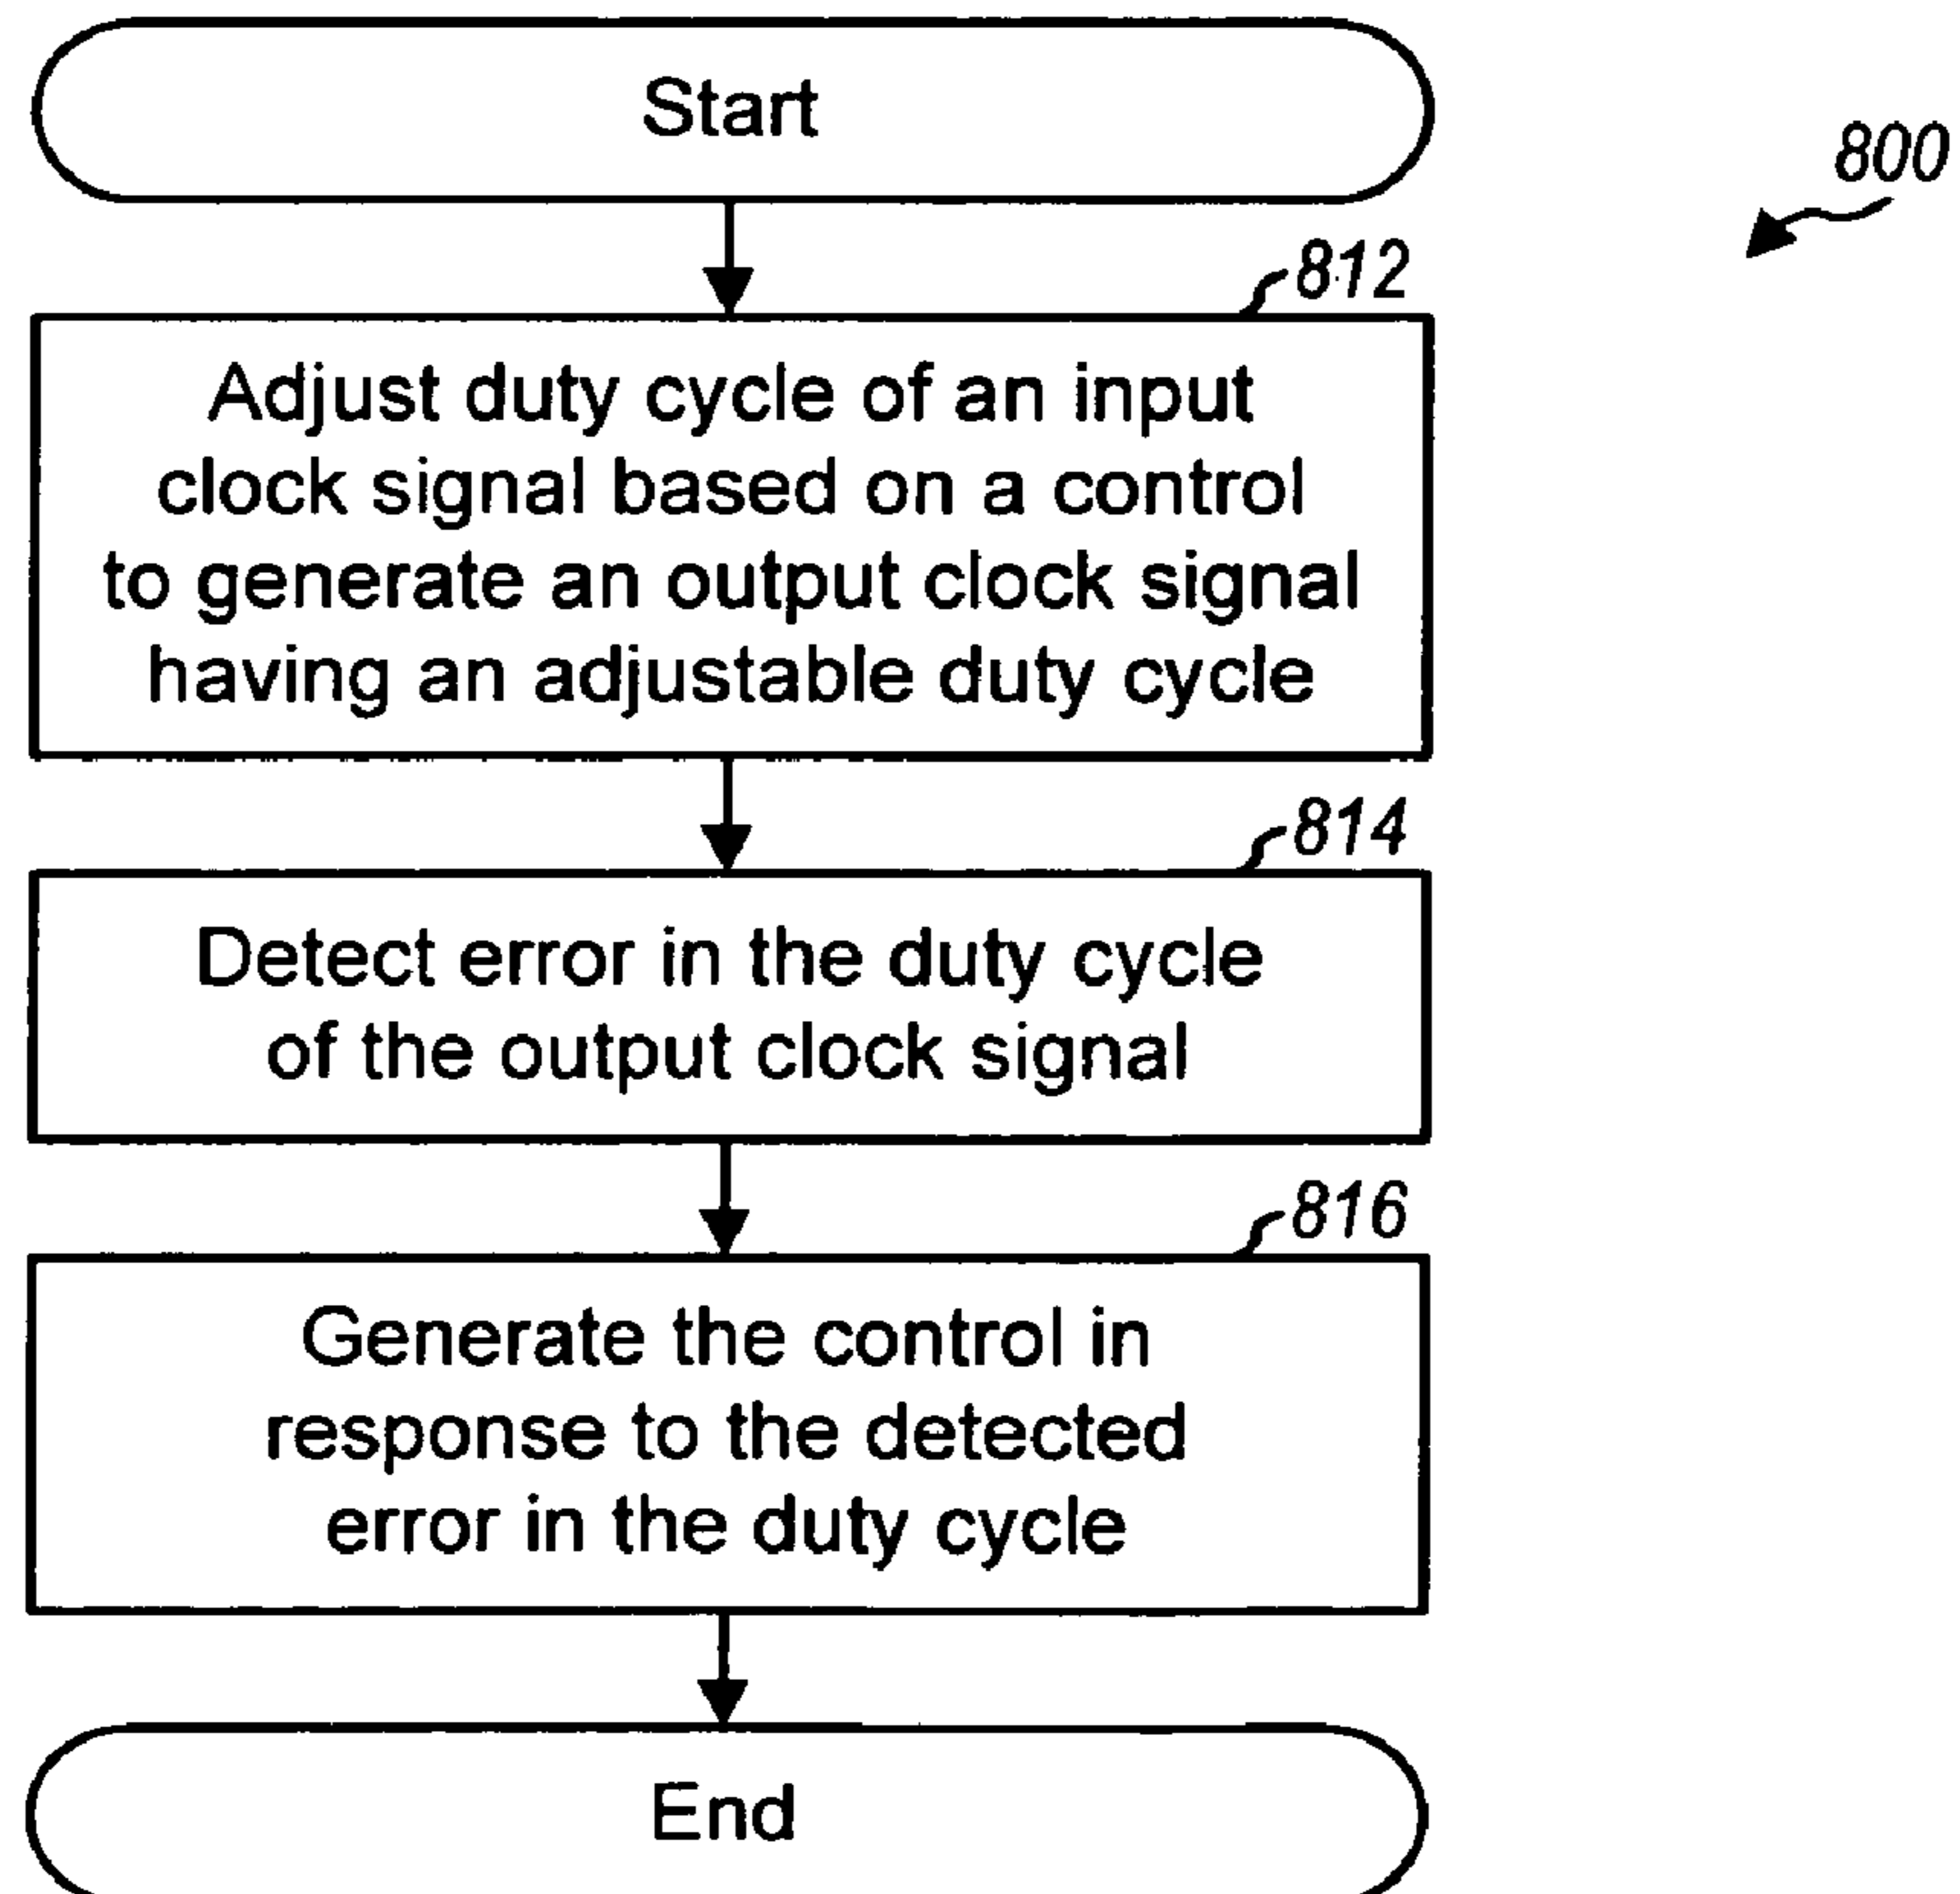 Start
800
812
Adjust duty cycle of an input
clock signal based on a control
to generate an output clock signal
having an adjustable duty cycle
814
Detect error in the duty cycle
of the output clock signal
816
Generate the control in
response to the detected
error in the duty cycle
End